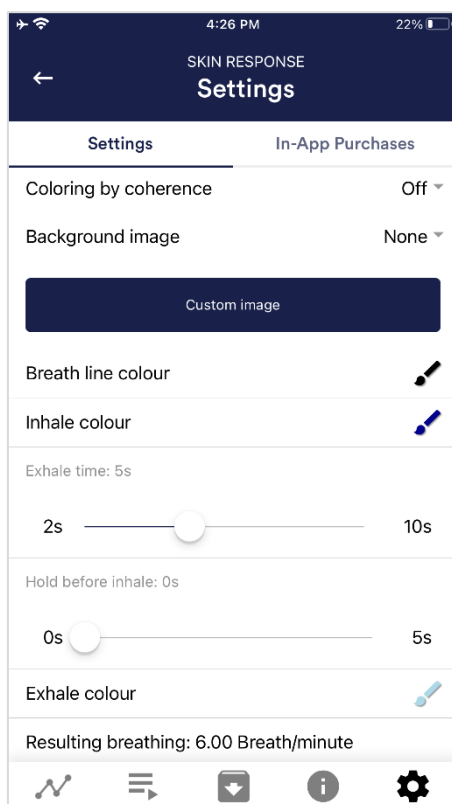 4:26 PM
22%
SKIN RESPONSE
Settings
Settings
In-App Purchases
Coloring by coherence
Off
Background image
None
Custom image
Breath line colour
Inhale colour
Exhale time: 5s
2s
10s
Hold before inhale: 0s
0s
5s
Exhale colour
Resulting breathing: 6.00 Breath/minute